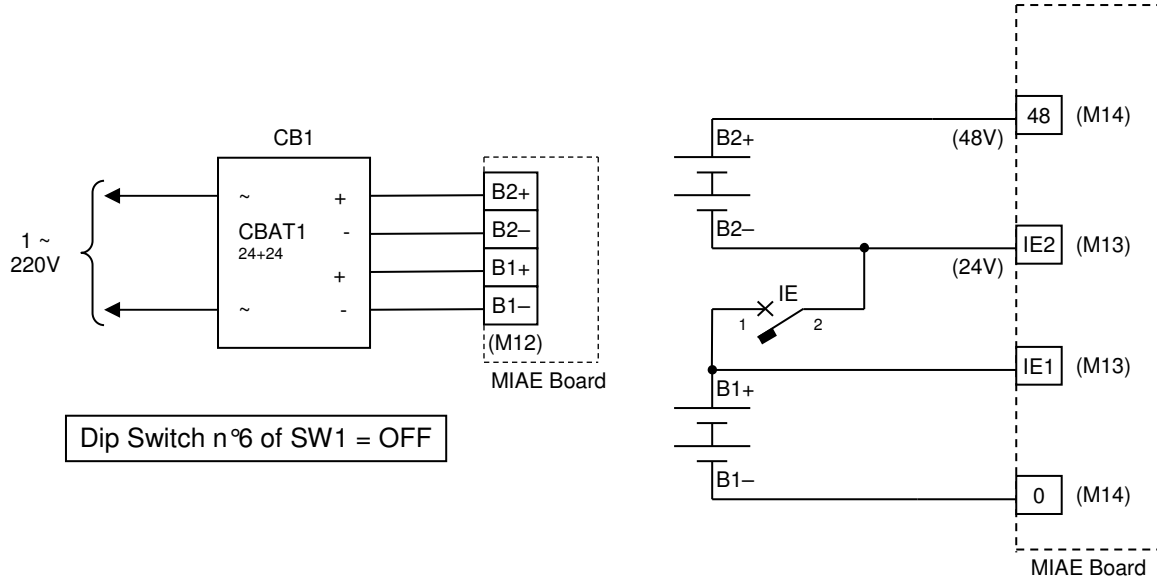 CB1
1 ~
220V
~
+
CBAT1
24+24
-
+
~
-
B2+
B2–
B1+
B1–
(M12)
MIAE Board
Dip Switch n°6 of SW1 = OFF
48
(M14)
(48V)
B2+
B2–
IE2
(M13)
(24V)
IE
1
2
IE1
(M13)
B1+
B1–
0
(M14)
MIAE Board